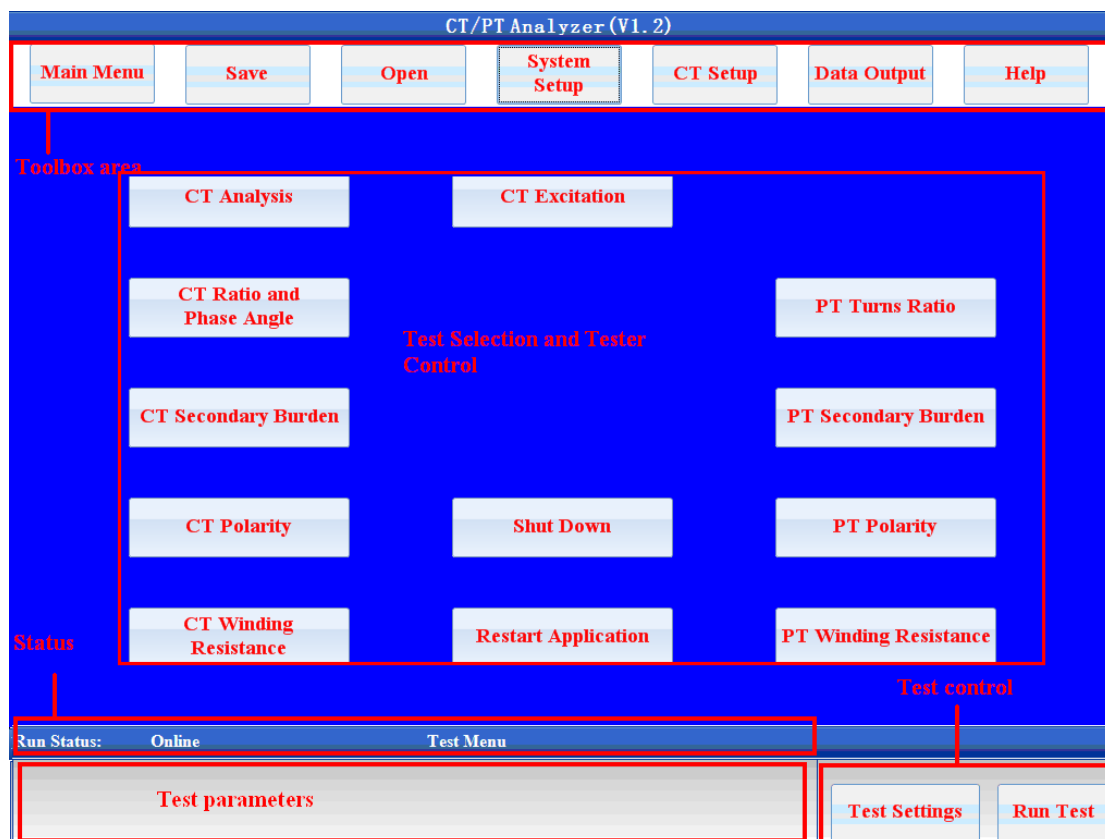 CT/PT Analyzer(V1.2)
Main Menu
Save
Open
System
Setup
CT Setup
Data Output
Help
Toolbox area
CT Analysis
CT Excitation
CT Ratio and
Phase Angle
PT Turns Ratio
Test Selection and Tester
Control
CT Secondary Burden
PT Secondary Burden
CT Polarity
Shut Down
PT Polarity
Status
CT Winding
Resistance
Restart Application
PT Winding Resistance
Test control
Run Status: Online Test Menu
Test parameters
Test Settings
Run Test